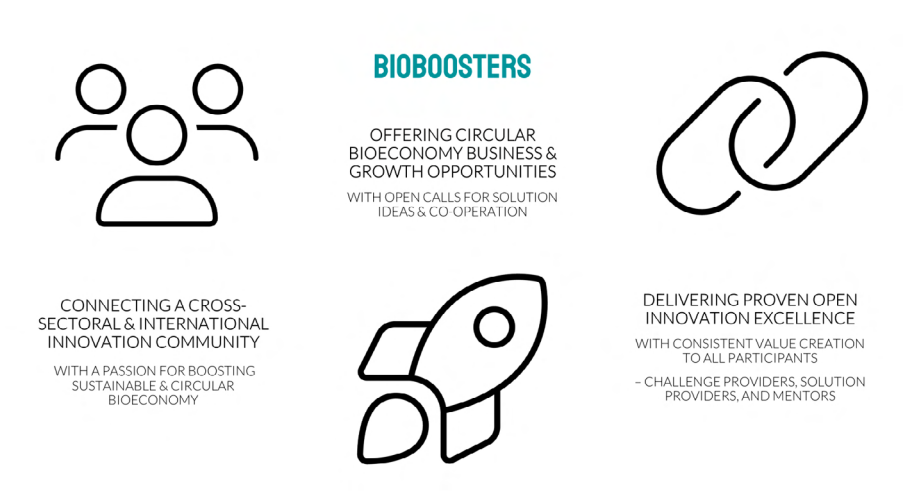 BIOBOOSTERS
OFFERING CIRCULAR
BIOECONOMY BUSINESS &
GROWTH OPPORTUNITIES
WITH OPEN CALLS FOR SOLUTION
IDEAS & CO-OPERATION
CONNECTING A CROSS-
SECTORAL & INTERNATIONAL
INNOVATION COMMUNITY
WITH A PASSION FOR BOOSTING
SUSTAINABLE & CIRCULAR
BIOECONOMY
DELIVERING PROVEN OPEN
INNOVATION EXCELLENCE
WITH CONSISTENT VALUE CREATION
TO ALL PARTICIPANTS
– CHALLENGE PROVIDERS, SOLUTION
PROVIDERS, AND MENTORS